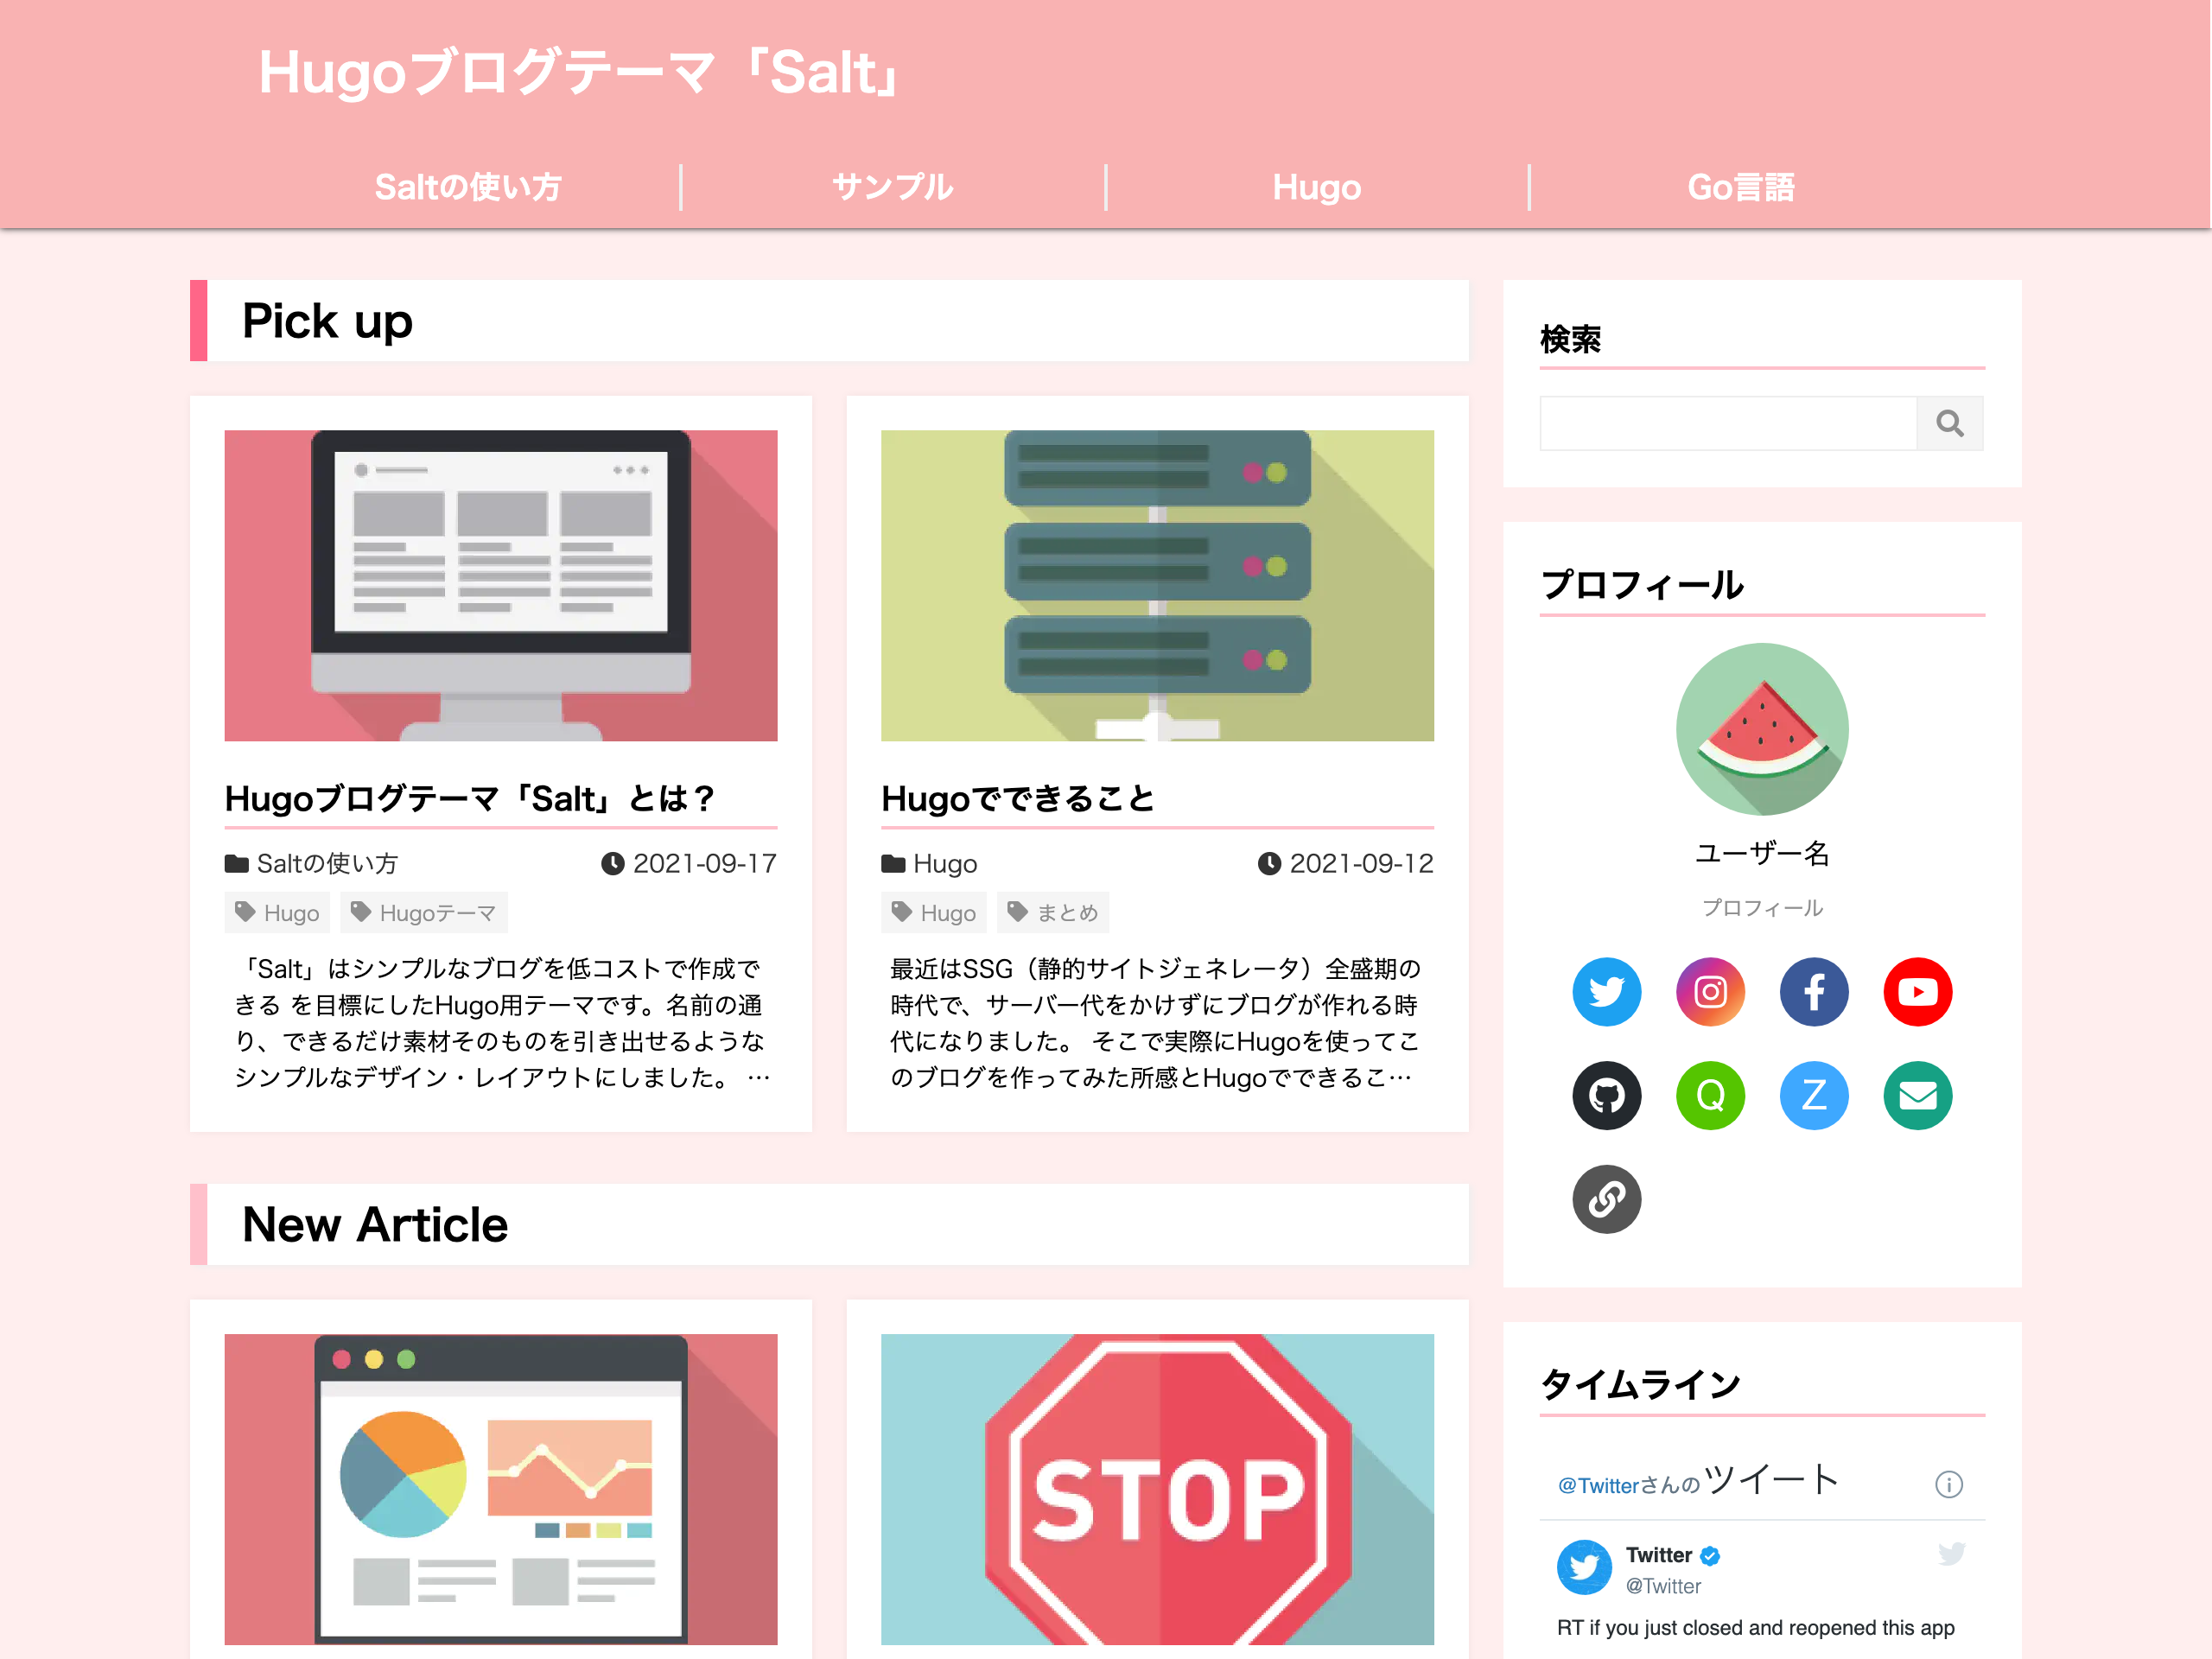 Hugoブログテーマ「Salt」
Saltの使い方
サンプル
Hugo
Go言語
Pick up
Hugoブログテーマ「Salt」とは？
Saltの使い方 2021-09-17
Hugo Hugoテーマ
「Salt」はシンプルなブログを低コストで作成で
きる を目標にしたHugo用テーマです。名前の通
り、できるだけ素材そのものを引き出せるような
シンプルなデザイン・レイアウトにしました。 …
Hugoでできること
Hugo 2021-09-12
Hugo まとめ
最近はSSG（静的サイトジェネレータ）全盛期の
時代で、サーバー代をかけずにブログが作れる時
代になりました。 そこで実際にHugoを使ってこ
のブログを作ってみた所感とHugoでできるこ…
New Article
STOP
検索
プロフィール
ユーザー名
プロフィール
Q
Z
タイムライン
@Twitterさんのツイート
Twitter
@Twitter
RT if you just closed and reopened this app